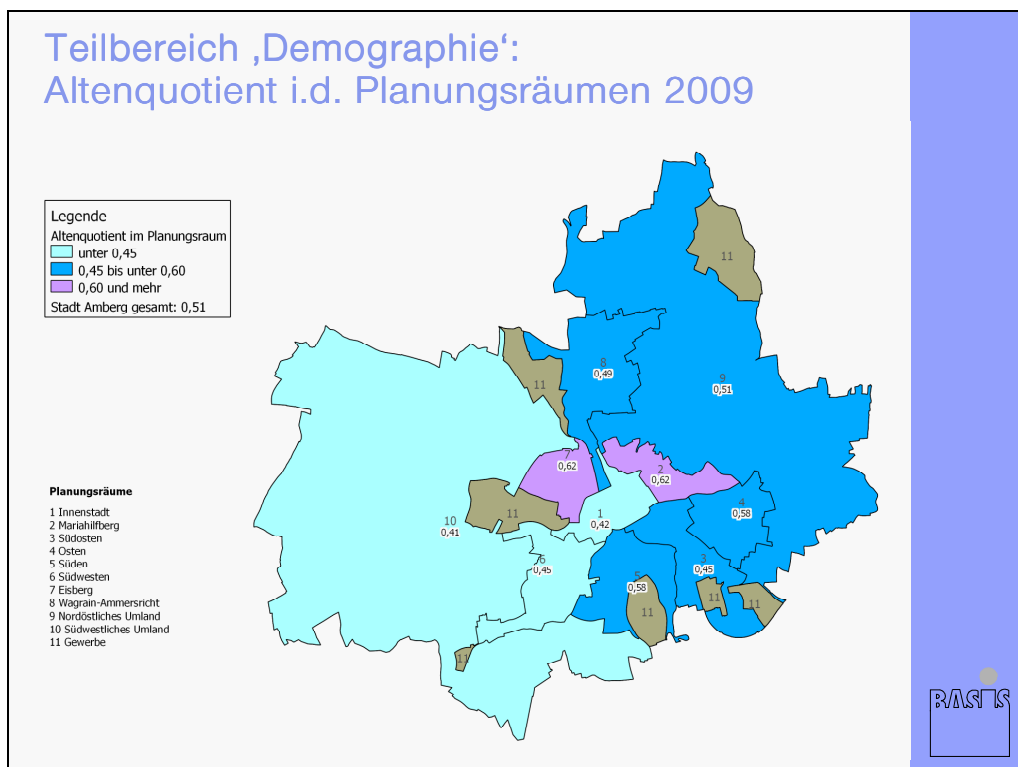 Teilbereich ‚Demographie‘:
Altenquotient i.d. Planungsräumen 2009
Legende
Altenquotient im Planungsraum
unter 0,45
0,45 bis unter 0,60
0,60 und mehr
Stadt Amberg gesamt: 0,51
11
8
0,49
11
9
0,51
7
0,62
2
0,62
4
0,58
11
1
0,42
10
0,41
6
0,45
3
0,45
5
0,58
11
11
11
11
Planungsräume
1 Innenstadt
2 Mariahilfberg
3 Südosten
4 Osten
5 Süden
6 Südwesten
7 Eisberg
8 Wagrain-Ammersricht
9 Nordöstliches Umland
10 Südwestliches Umland
11 Gewerbe
BASIS